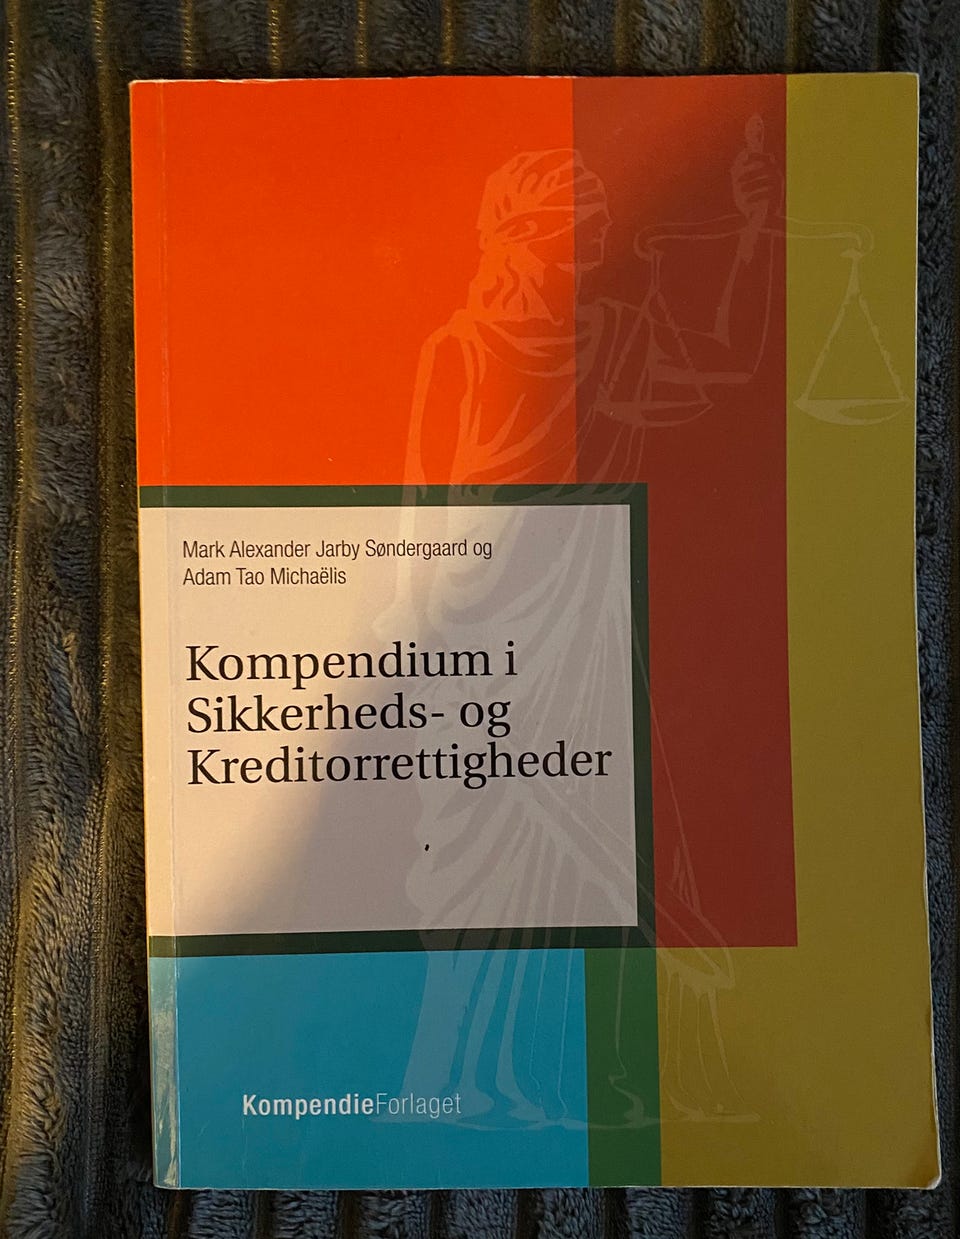 Mark Alexander Jarby Søndergaard og
Adam Tao Michaëlis
Kompendium i
Sikkerheds- og
Kreditorrettigheder
KompendieForlaget